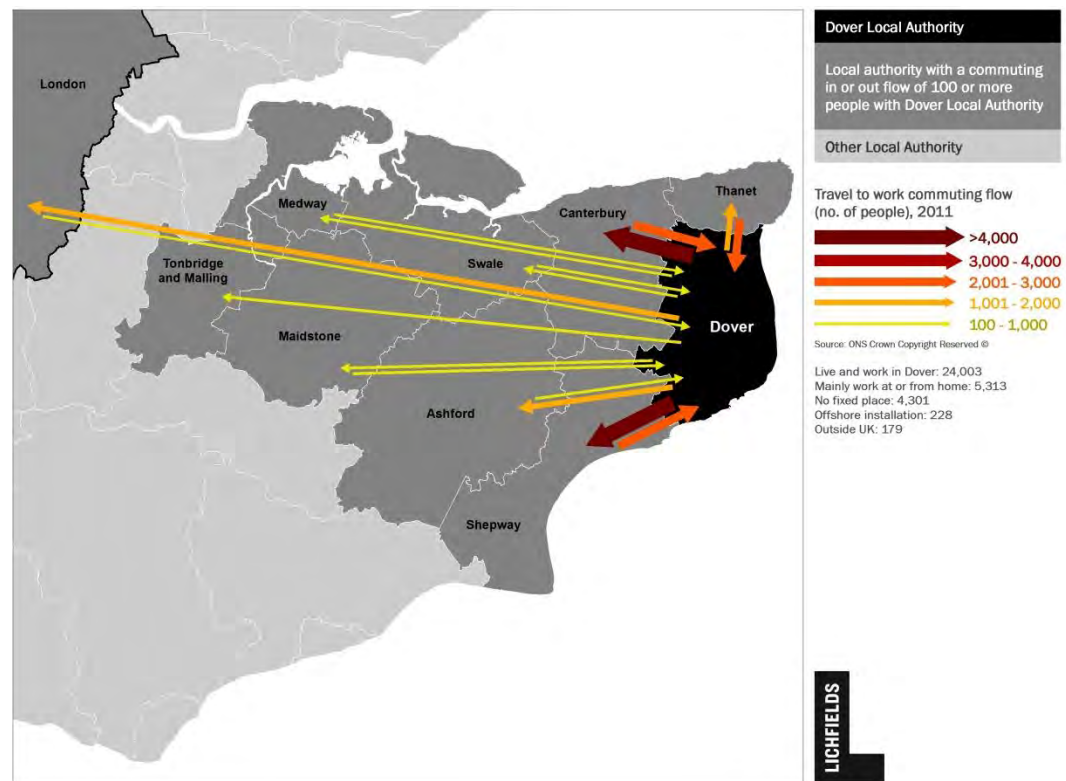 London
Medway
Tonbridge
and Malling
Swale
Canterbury
Thanet
Maidstone
Dover
Ashford
Shepway
Dover Local Authority
Local authority with a commuting
in or out flow of 100 or more
people with Dover Local Authority
Other Local Authority
Travel to work commuting flow
(no. of people), 2011
>4,000
3,000 - 4,000
2,001 - 3,000
1,001 - 2,000
100 - 1,000
Source: ONS Crown Copyright Reserved ©
Live and work in Dover: 24,003
Mainly work at or from home: 5,313
No fixed place: 4,301
Offshore installation: 228
Outside UK: 179
LICHFIELDS